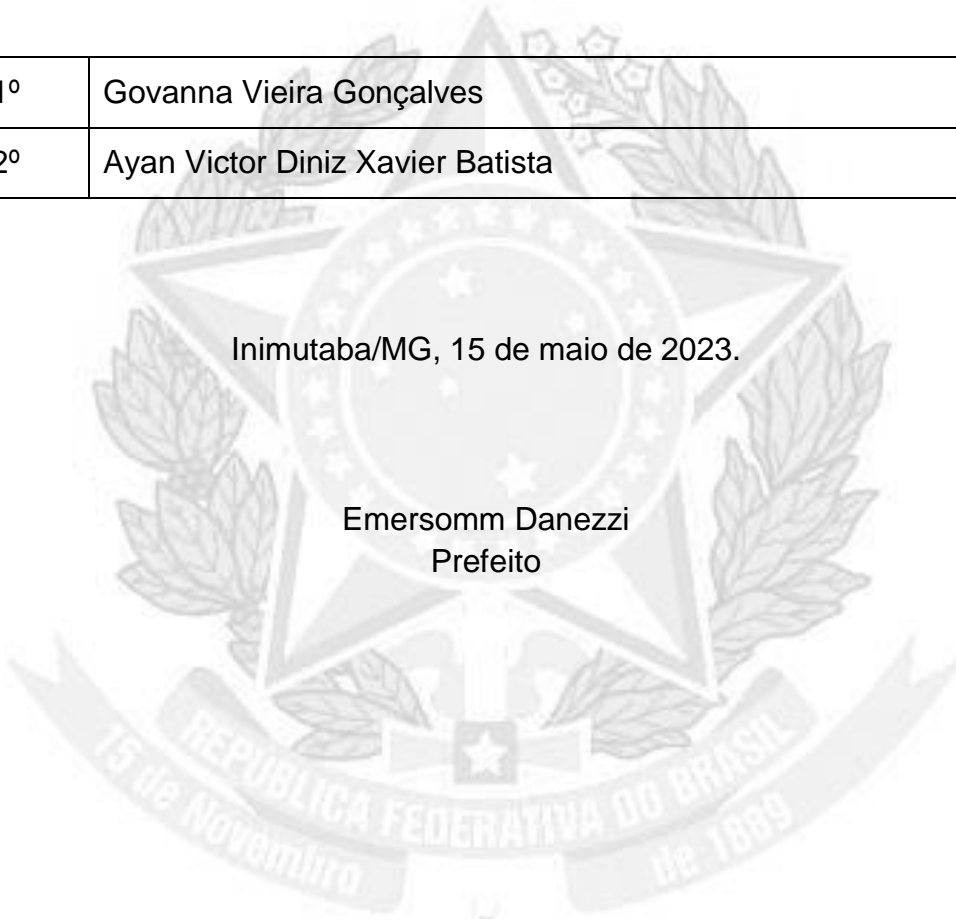 1º Govanna Vieira Gonçalves
2º Ayan Victor Diniz Xavier Batista
Inimutaba/MG, 15 de maio de 2023.
Emersomm Danezzi
Prefeito
REPÚBLICA FEDERATIVA DO BRASIL
15 de Novembro de 1889